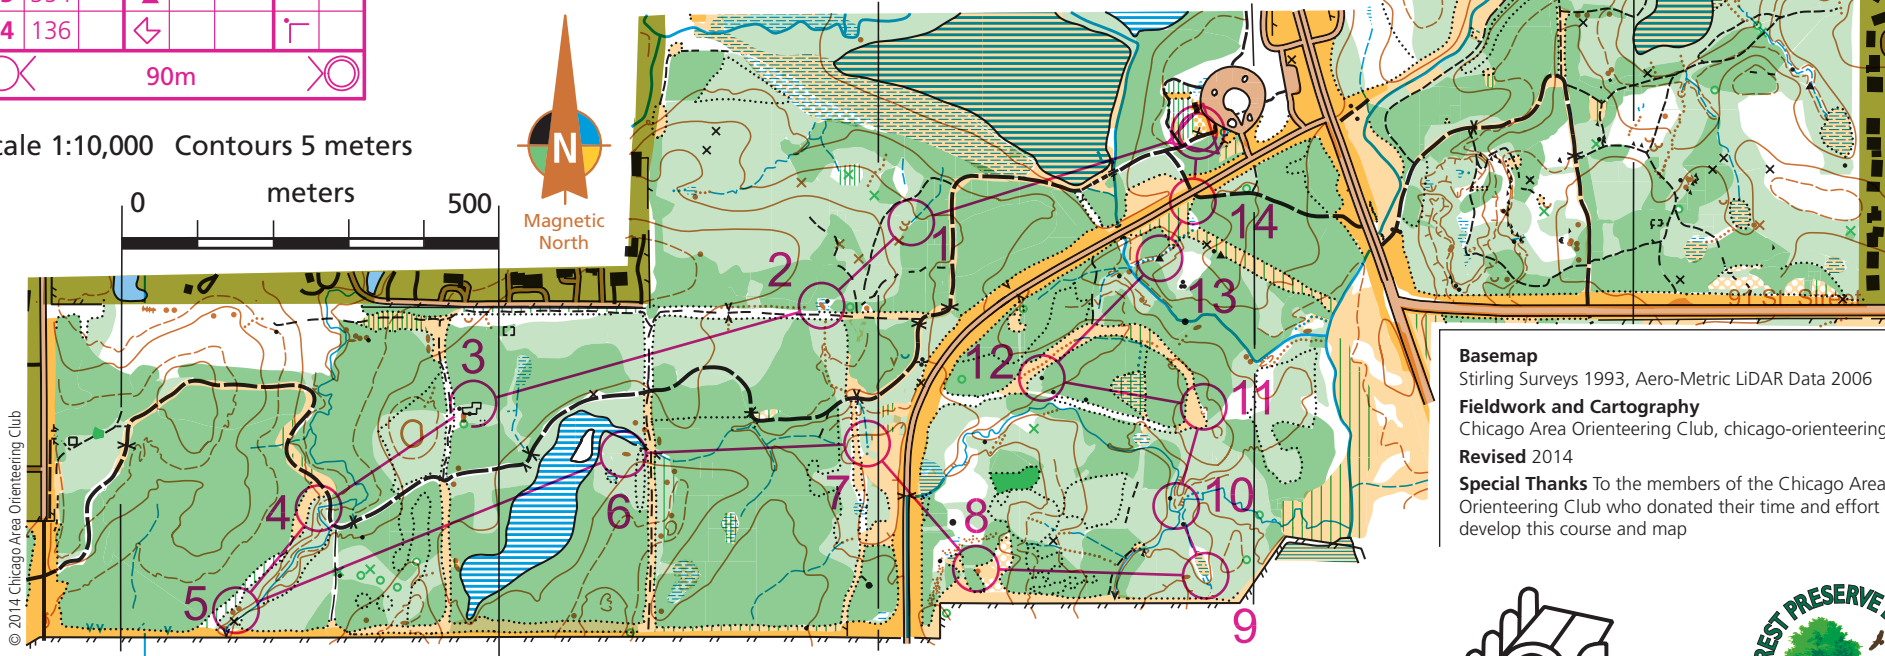 4 136
90m
cale 1:10,000 Contours 5 meters
0 meters 500
N
Magnetic
North
1
2
3
4
5
6
7
8
9
10
11
12
13
14
91 St. Street
Basemap
Stirling Surveys 1993, Aero-Metric LiDAR Data 2006
Fieldwork and Cartography
Chicago Area Orienteering Club, chicago-orienteering
Revised 2014
Special Thanks To the members of the Chicago Area
Orienteering Club who donated their time and effort
develop this course and map
© 2014 Chicago Area Orienteering Club
EST PRESERVE